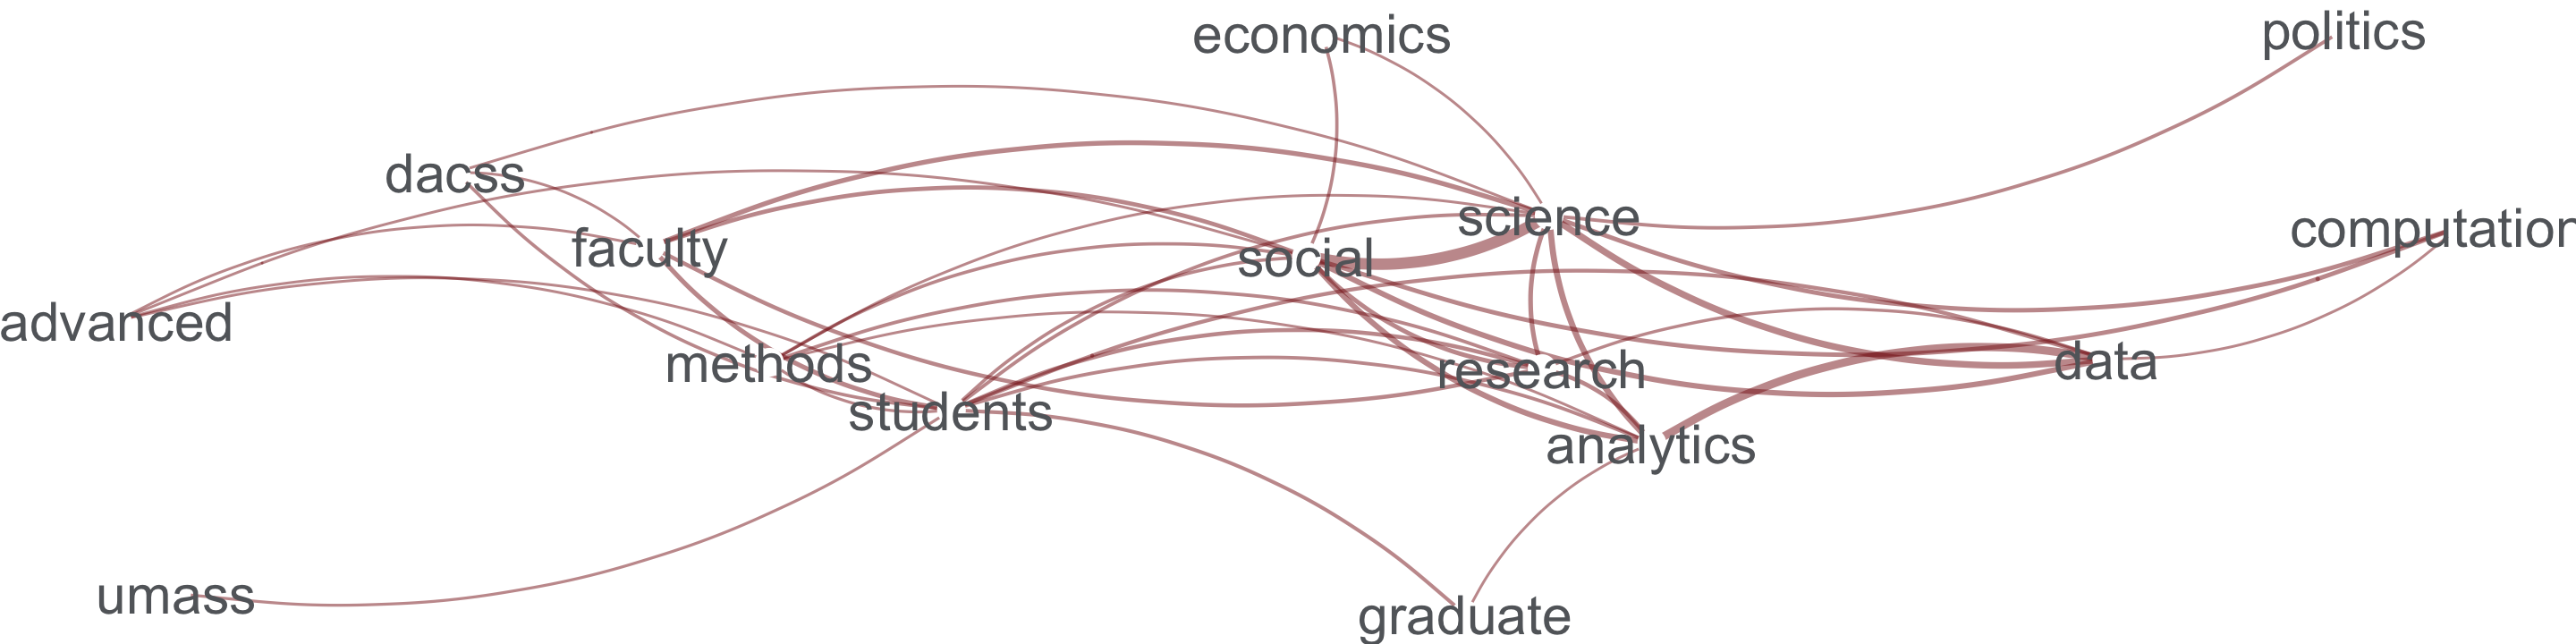 economics
politics
dacss
science
computation
faculty
social
advanced
methods
research
data
students
analytics
umass
graduate